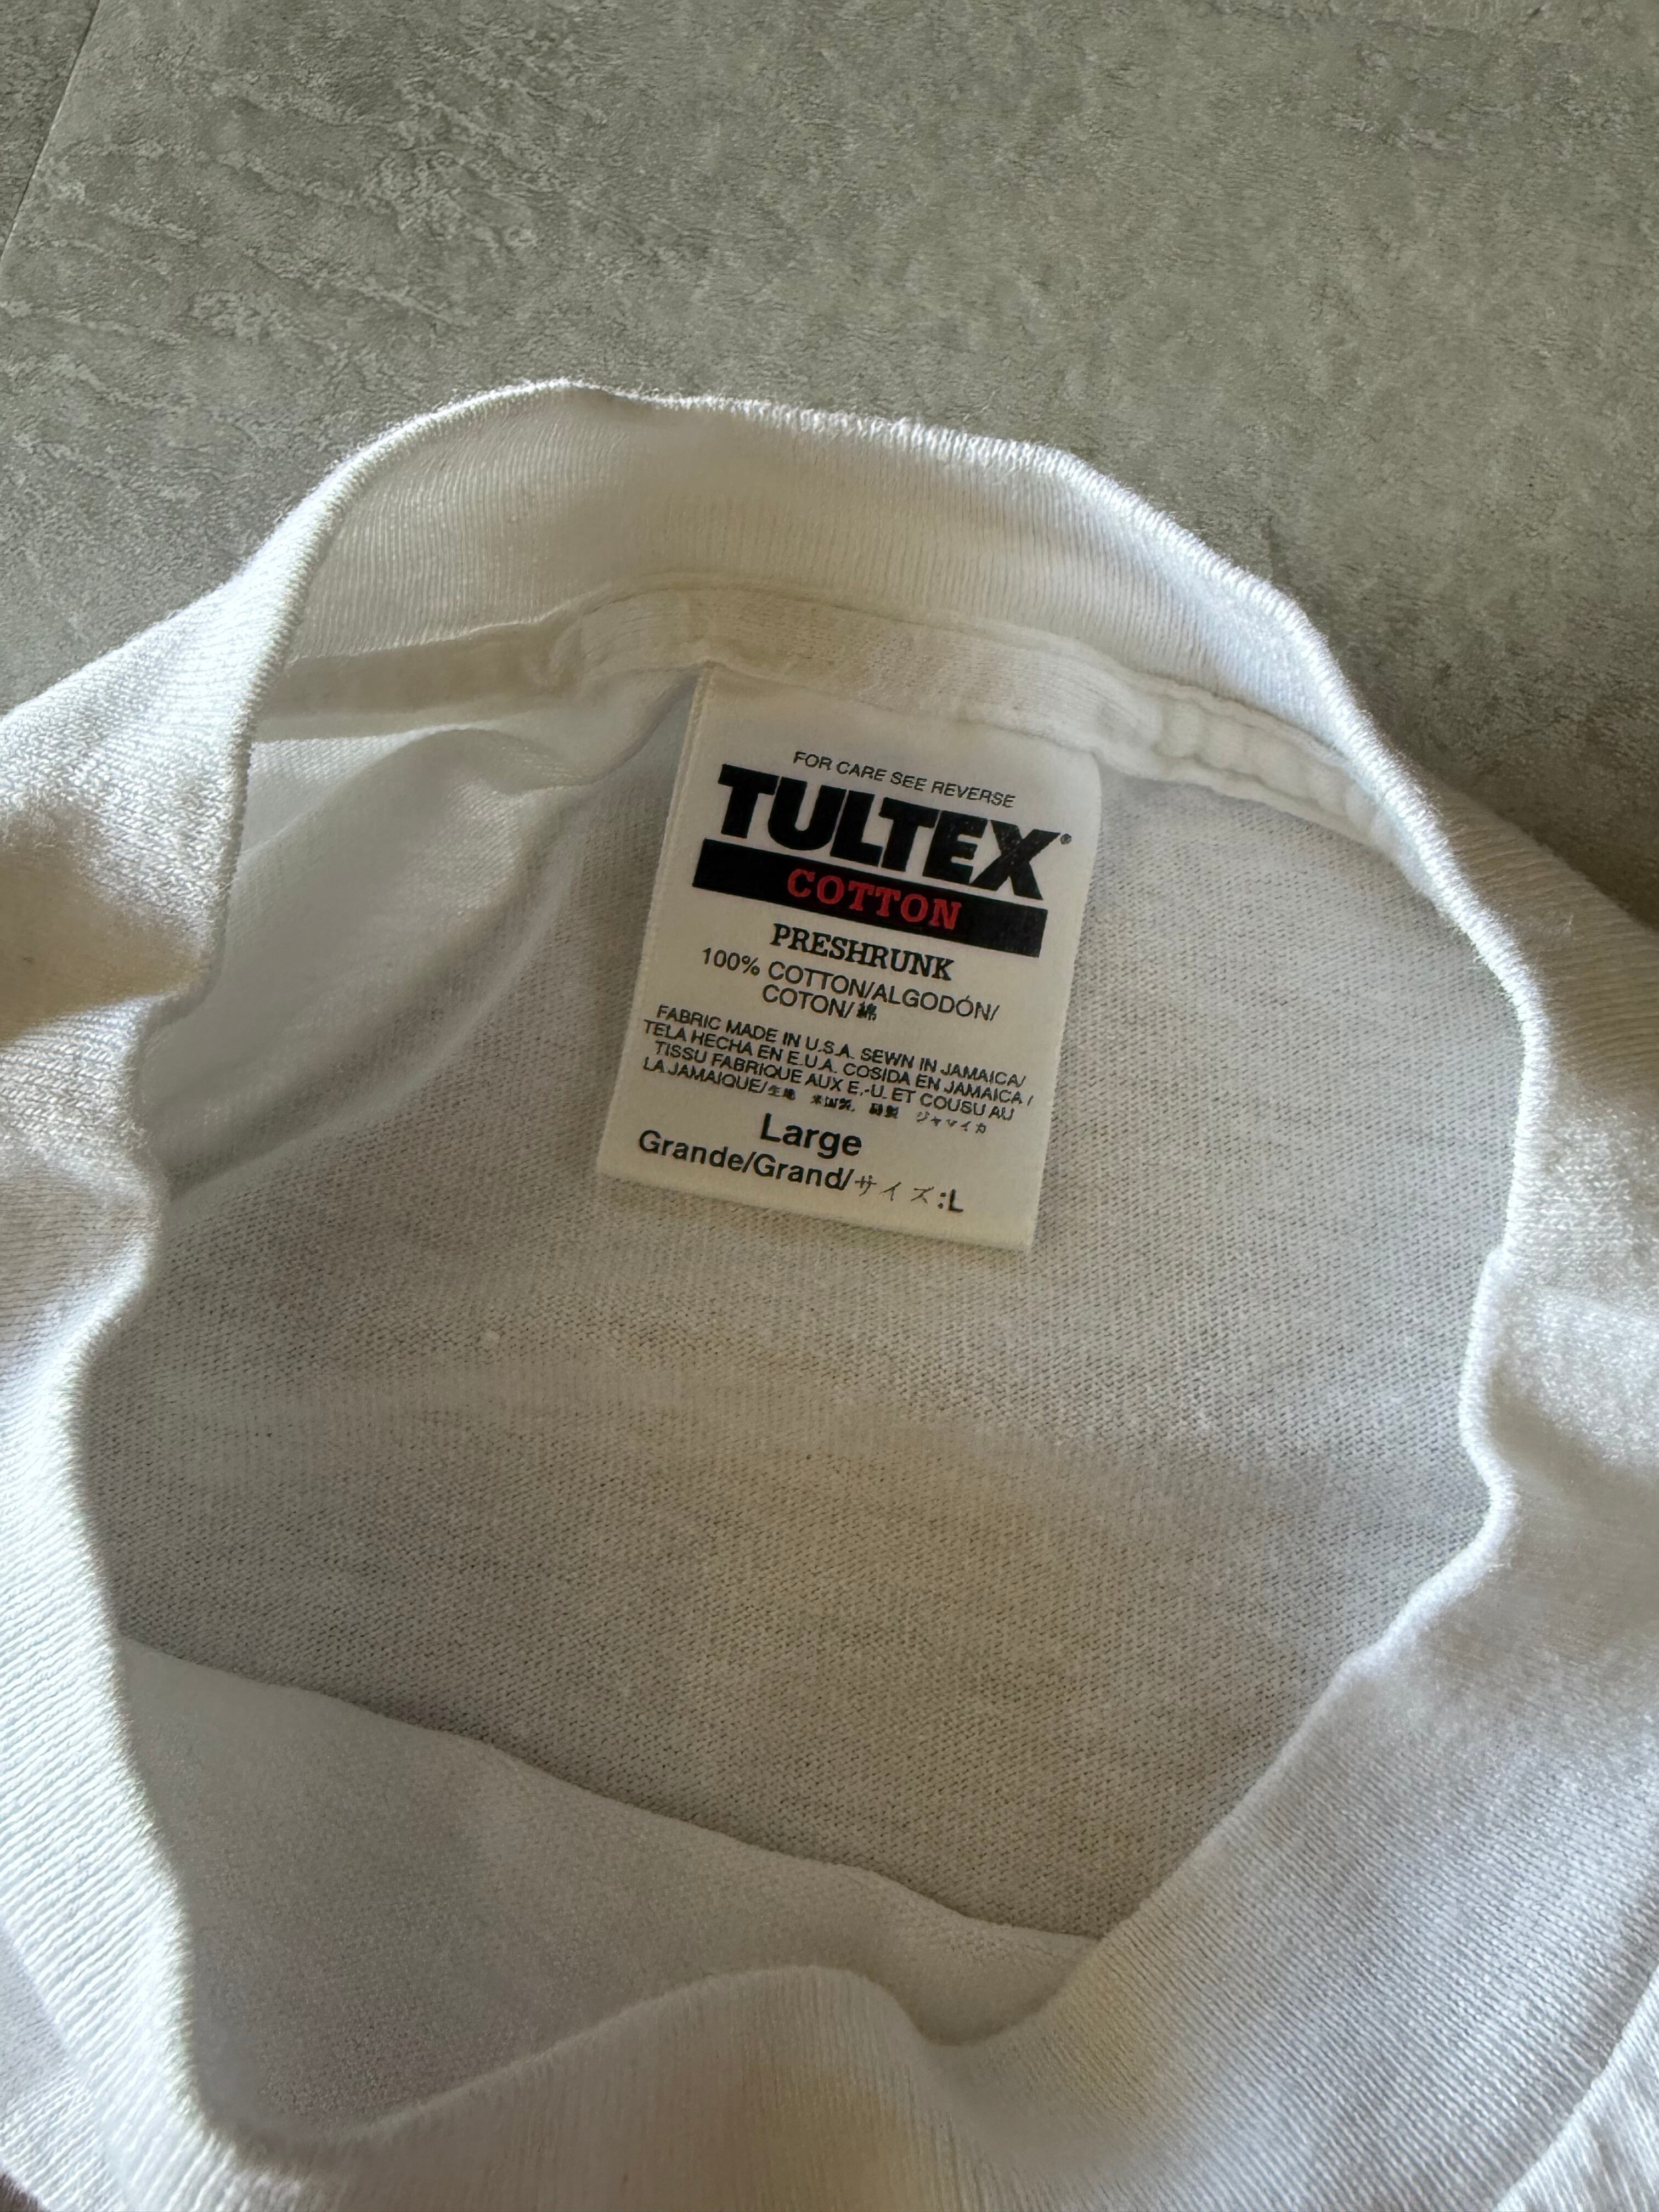 FOR CARE SEE REVERSE
TULTEX®
COTTON
PRESHRUNK
100% COTTON/ALGODÓN/
COTON/綿
FABRIC MADE IN U.S.A. SEWN IN JAMAICA/
TELA HECHA EN E.U.A. COSIDA EN JAMAICA /
TISSU FABRIQUE AUX E.-U. ET COUSU AU
LA JAMAIQUE/生地 米国製, 縫製 ジャマイカ
Large
Grande/Grand/サイズ:L